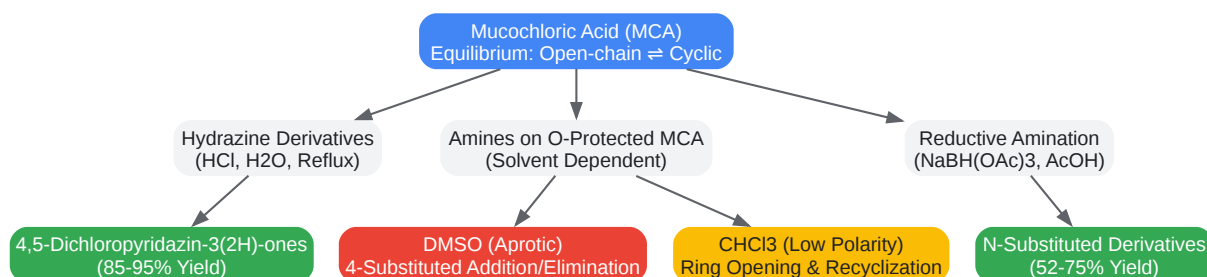 Mucochloric Acid (MCA)
Equilibrium: Open-chain ⇌ Cyclic
Hydrazine Derivatives
(HCl, H2O, Reflux)
Amines on O-Protected MCA
(Solvent Dependent)
Reductive Amination
(NaBH(OAc)3, AcOH)
4,5-Dichloropyridazin-3(2H)-ones
(85-95% Yield)
DMSO (Aprotic)
4-Substituted Addition/Elimination
CHCl3 (Low Polarity)
Ring Opening & Recyclization
N-Substituted Derivatives
(52-75% Yield)